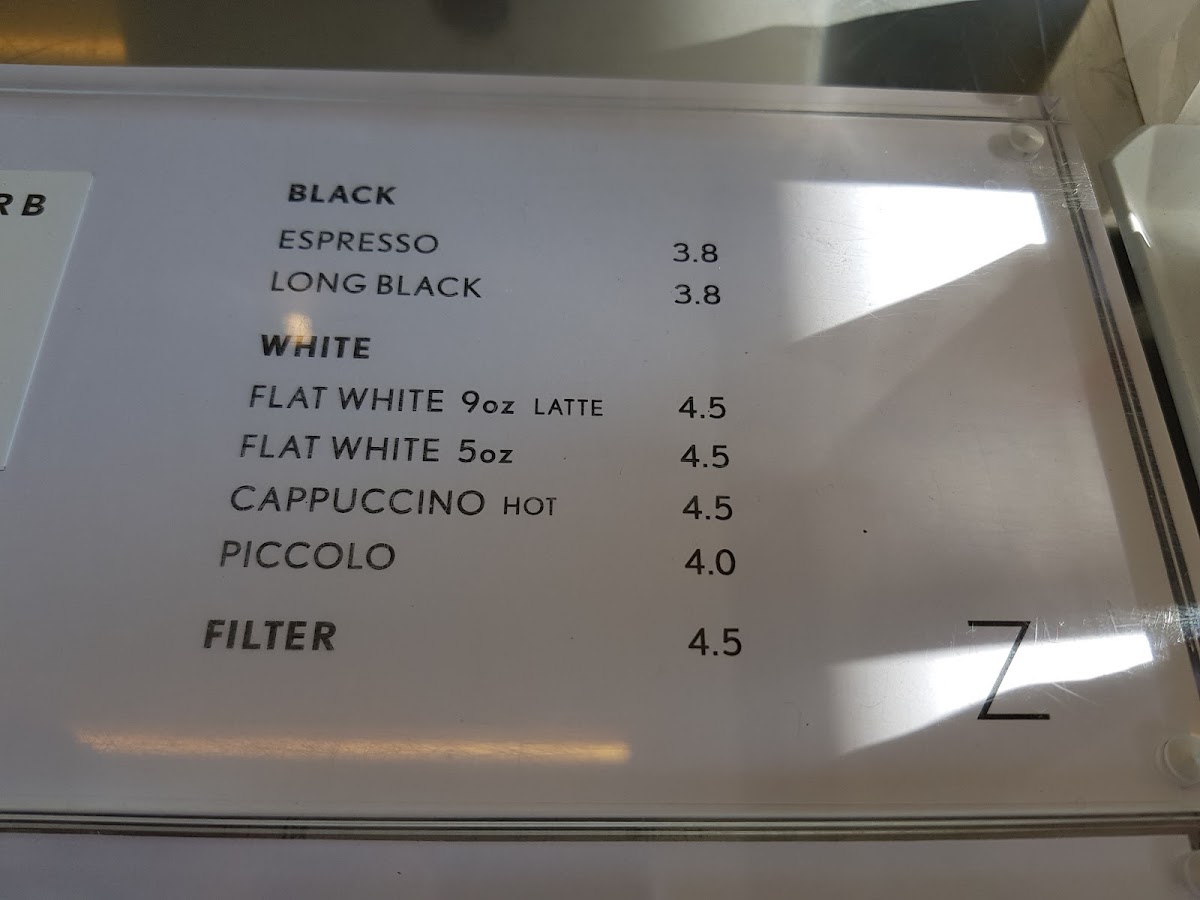 RB
BLACK
ESPRESSO 3.8
LONG BLACK 3.8
WHITE
FLAT WHITE 9oz LATTE 4.5
FLAT WHITE 5oz 4.5
CAPPUCCINO HOT 4.5
PICCOLO 4.0
FILTER 4.5
Z